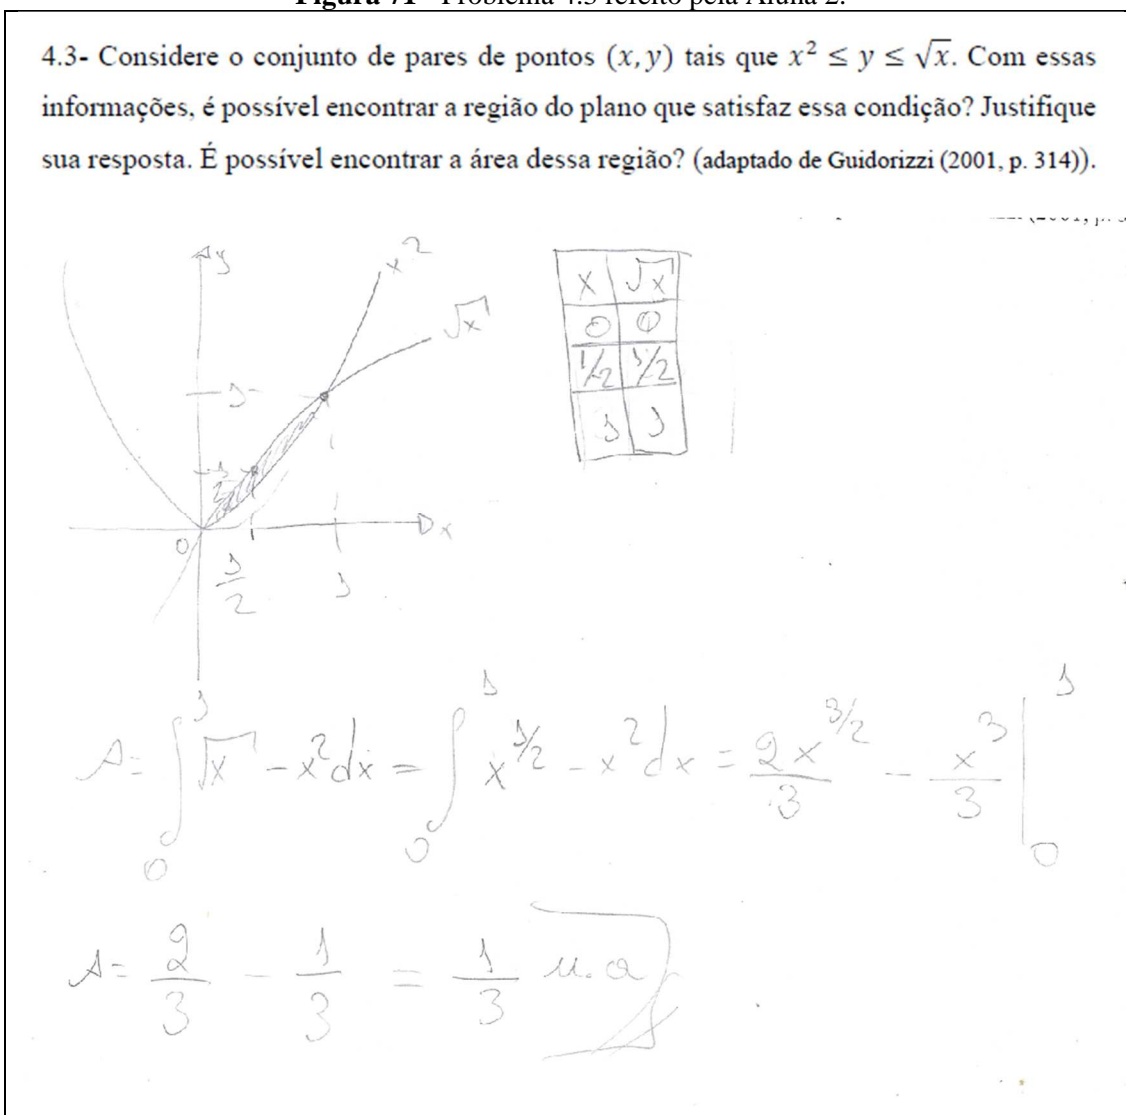 Figura 71 - Problema 4.3 refeito pela Aluna 2.
4.3- Considere o conjunto de pares de pontos (x, y) tais que x² ≤ y ≤ √x. Com essas
informações, é possível encontrar a região do plano que satisfaz essa condição? Justifique
sua resposta. É possível encontrar a área dessa região? (adaptado de Guidorizzi (2001, p. 314)).
y
x²
√x
1
1/2
0
1/2
1
x
x √x
0 0
1/2 1/2
1 1
A = ∫₀¹ √x - x² dx = ∫₀¹ x^(1/2) - x² dx = 2x^(3/2)/3 - x³/3 |₀¹
A = 2/3 - 1/3 = 1/3 u.a